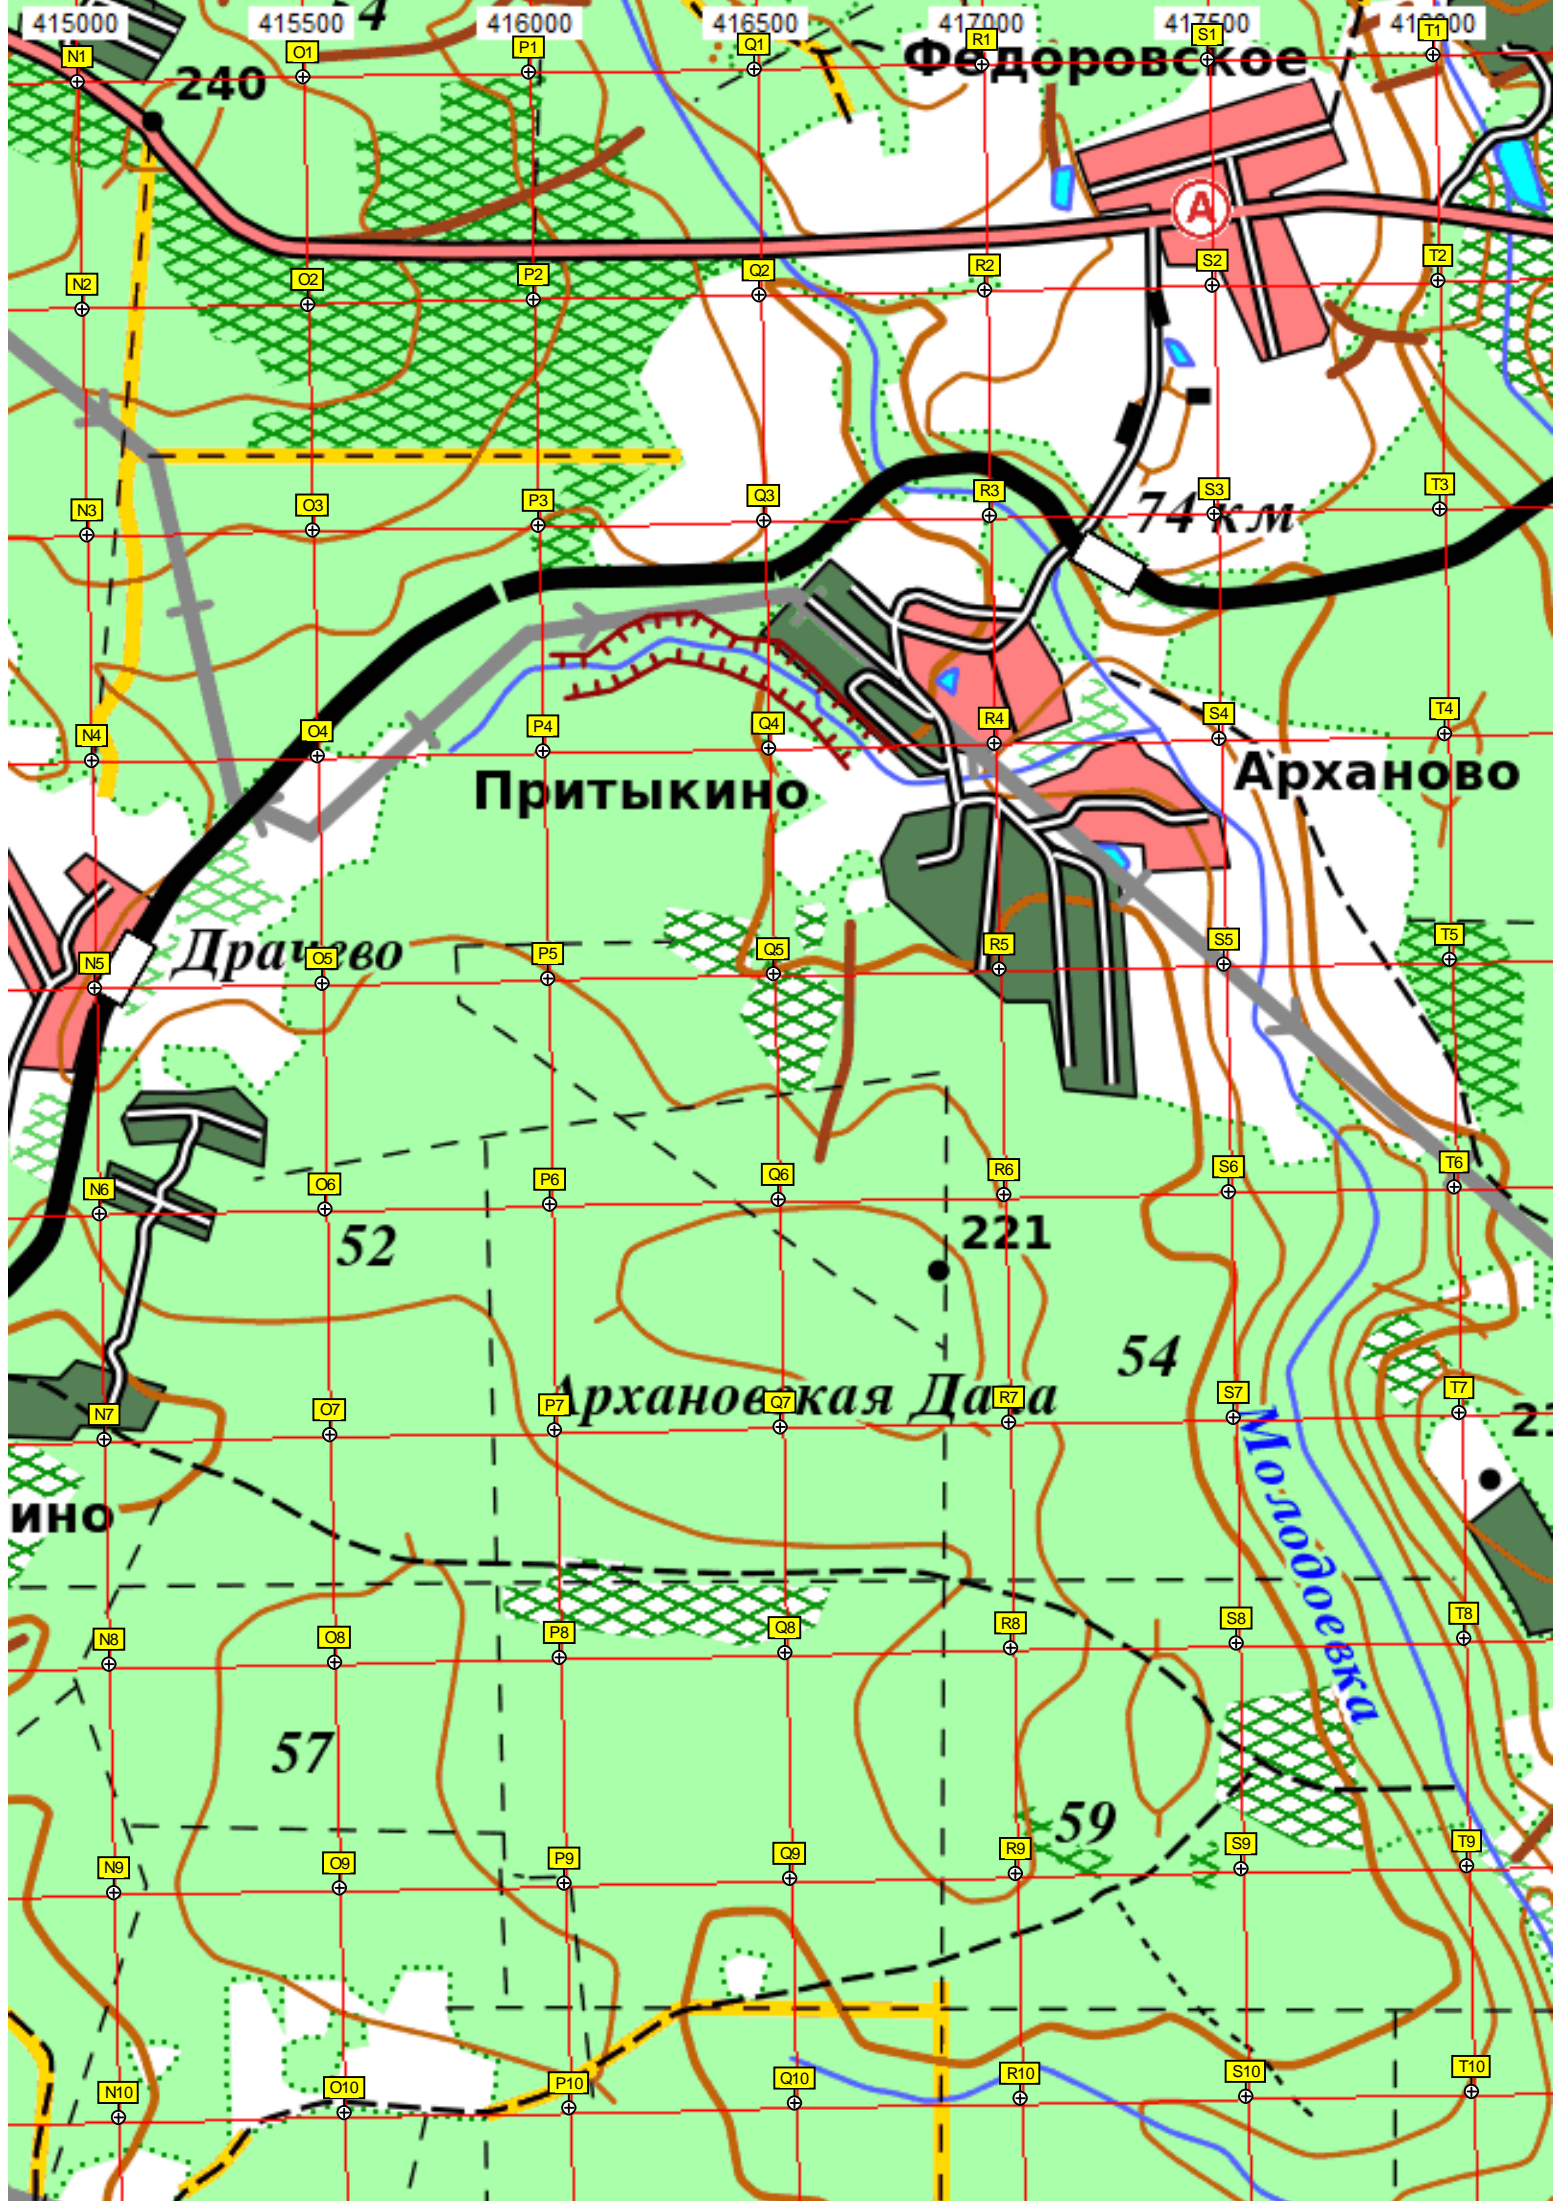 415000 415500 416000 416500 417000 417500
N1 O1 P1 Q1 R1 S1 T1
Федоровское
240
A
N2 O2 P2 Q2 R2 S2 T2
N3 O3 P3 Q3 R3 S3 T3
74 км
N4 O4 P4 Q4 R4 S4 T4
Притыкино
Арханово
Драчево
N5 O5 P5 Q5 R5 S5 T5
N6 O6 P6 Q6 R6 S6 T6
52
221
54
Архановская Дача
N7 O7 P7 Q7 R7 S7 T7
Молодоевка
ино
N8 O8 P8 Q8 R8 S8 T8
57
59
N9 O9 P9 Q9 R9 S9 T9
N10 O10 P10 Q10 R10 S10 T10